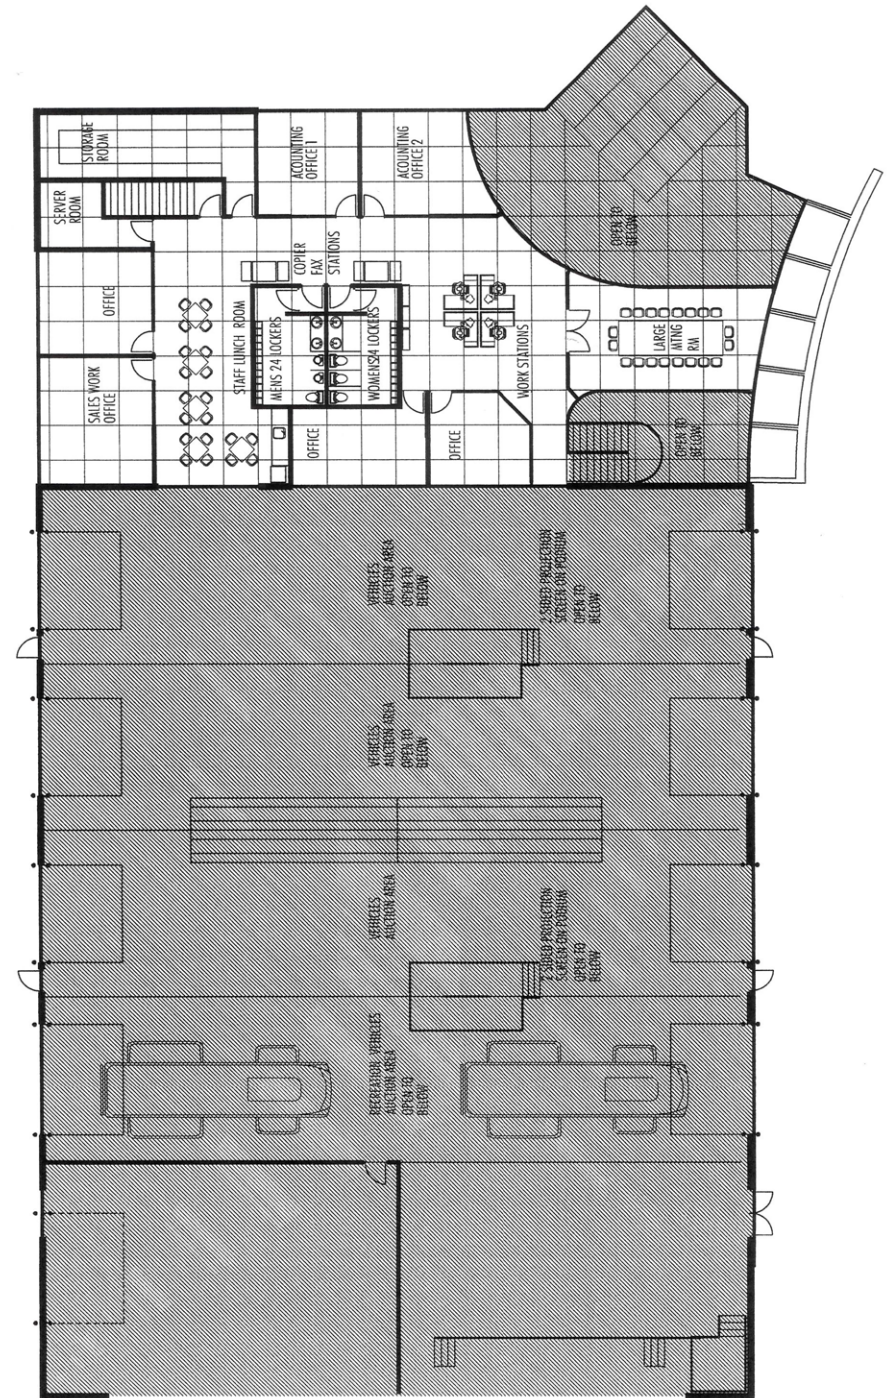 STORAGE
ROOM
ACOUNTING
OFFICE 1
ACOUNTING
OFFICE 2
SERVER
ROOM
OPEN TO
BELOW
COPIER
FAX
STATIONS
OFFICE
STAFF LUNCH ROOM
MENS 24 LOCKERS
WOMENS24 LOCKERS
WORK STATIONS
LARGE
MTNG
RM
SALES WORK
OFFICE
OFFICE
OFFICE
OPEN TO
BELOW
VEHICLES
AUCTION AREA
OPEN TO
BELOW
2 SIDED PROJECTION
SCREEN ON PODIUM
OPEN TO
BELOW
VEHICLES
AUCTION AREA
OPEN TO
BELOW
VEHICLES
AUCTION AREA
2 SIDED PROJECTION
SCREEN ON PODIUM
OPEN TO
BELOW
RECREATION VEHICLES
AUCTION AREA
OPEN TO
BELOW